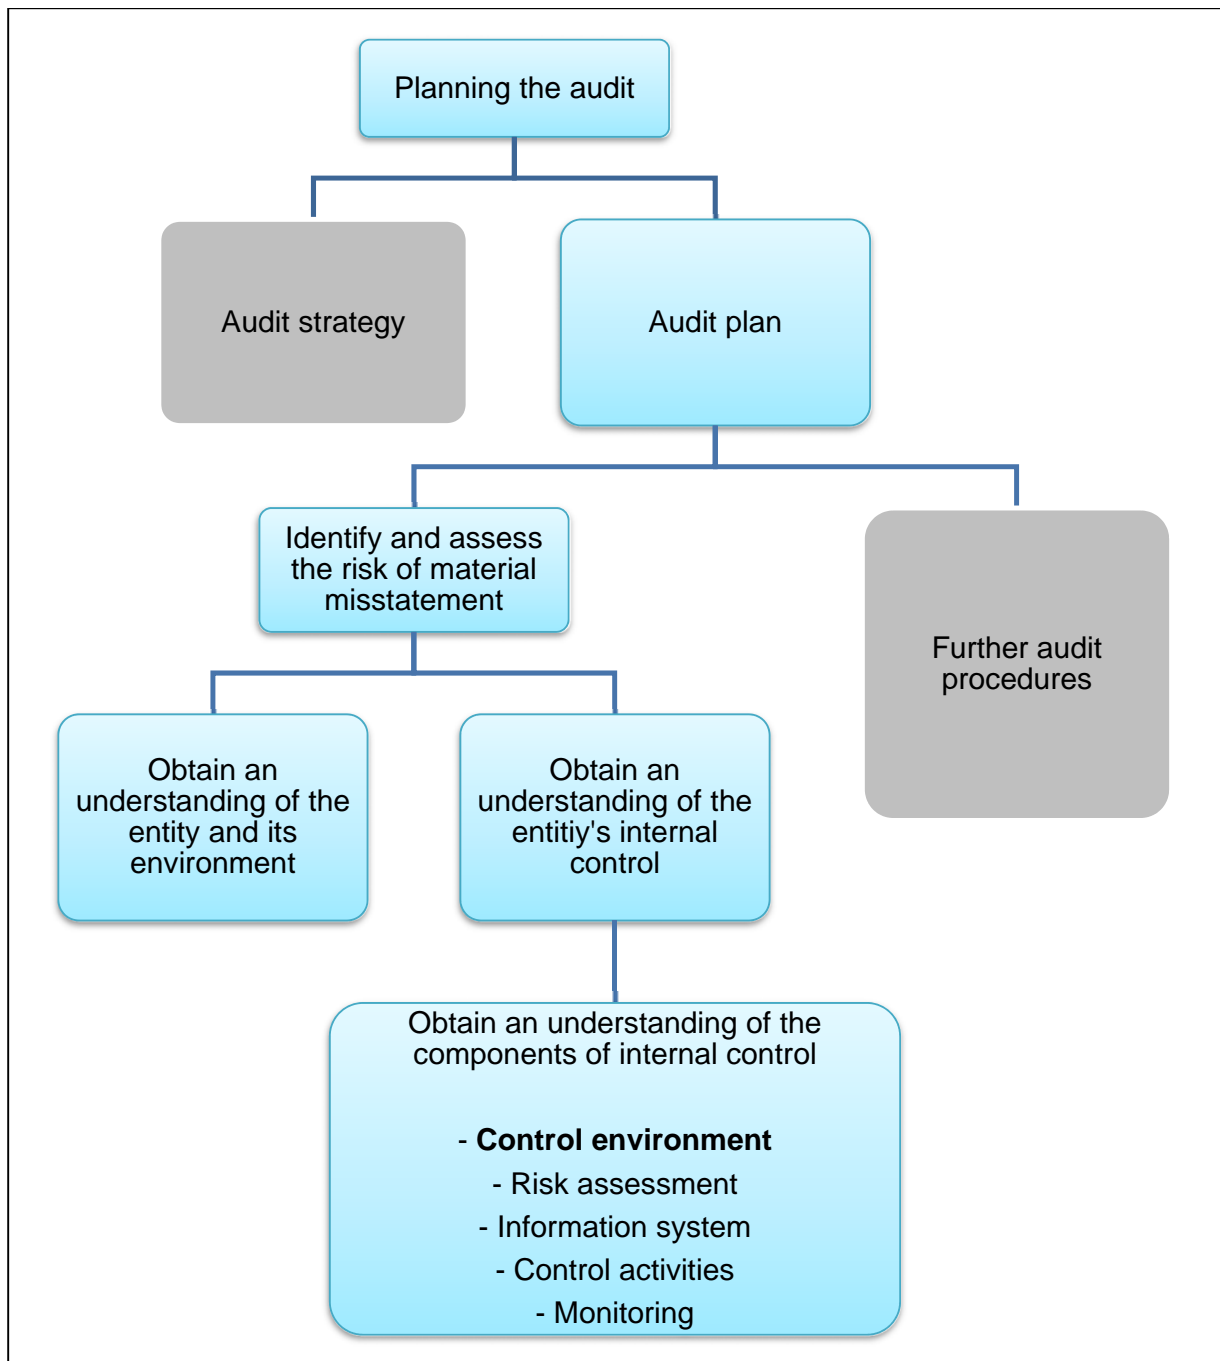 Planning the audit
Audit strategy
Audit plan
Identify and assess
the risk of material
misstatement
Further audit
procedures
Obtain an
understanding of the
entity and its
environment
Obtain an
understanding of the
entitiy's internal
control
Obtain an understanding of the
components of internal control
- Control environment
- Risk assessment
- Information system
- Control activities
- Monitoring